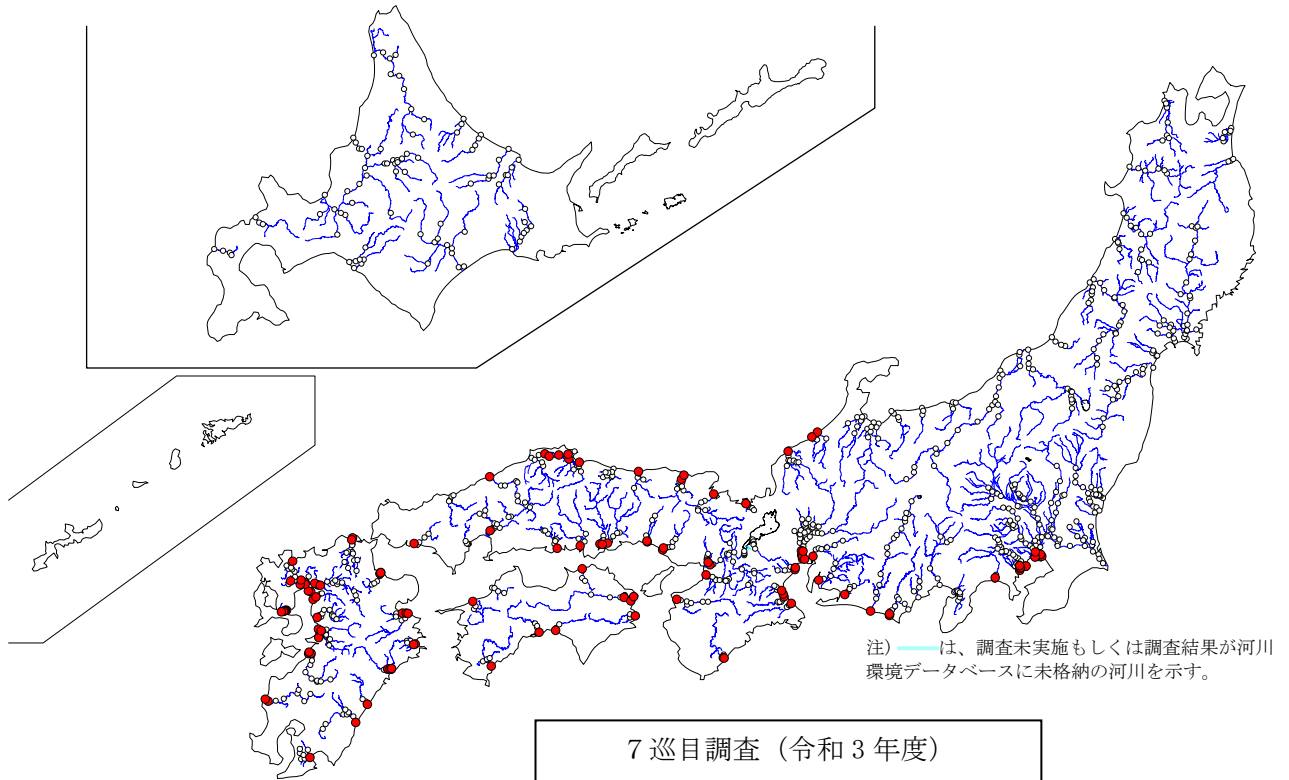 注) は、調査未実施もしくは調査結果が河川
環境データベースに未格納の河川を示す。
7巡目調査（令和3年度）